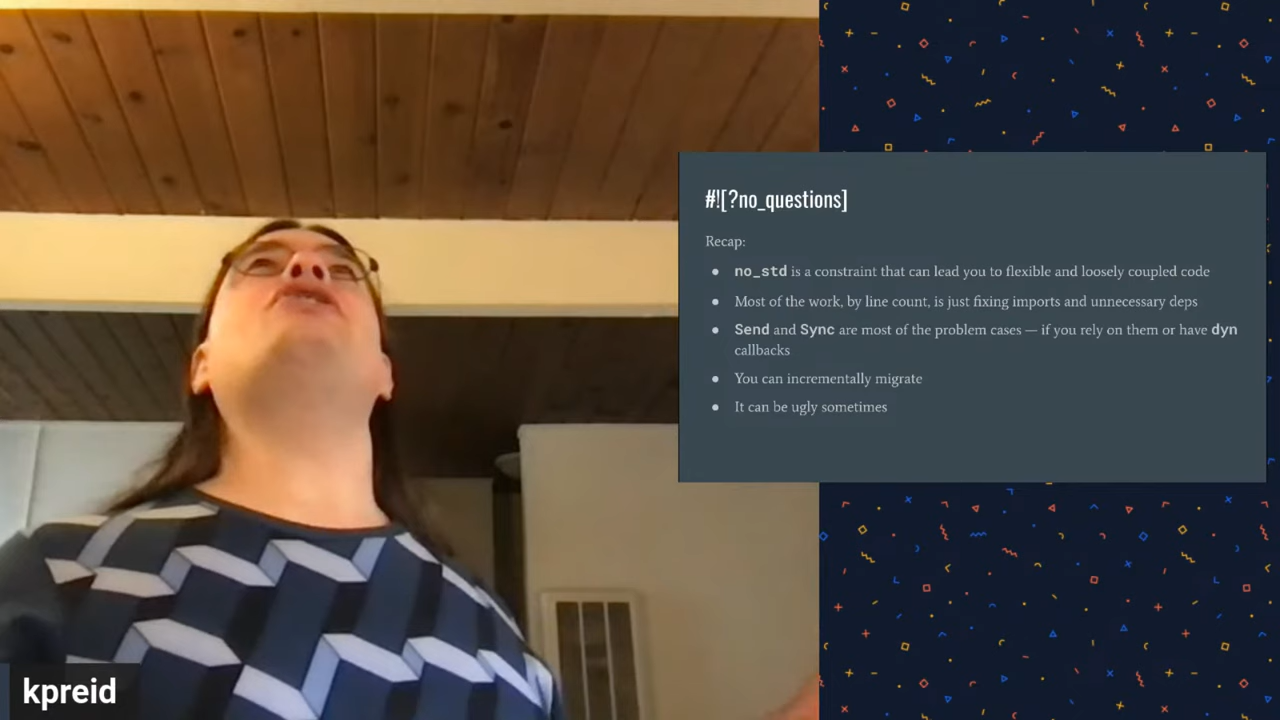 #![?no_questions]
Recap:
● no_std is a constraint that can lead you to flexible and loosely coupled code
● Most of the work, by line count, is just fixing imports and unnecessary deps
● Send and Sync are most of the problem cases — if you rely on them or have dyn
callbacks
● You can incrementally migrate
● It can be ugly sometimes
kpreid